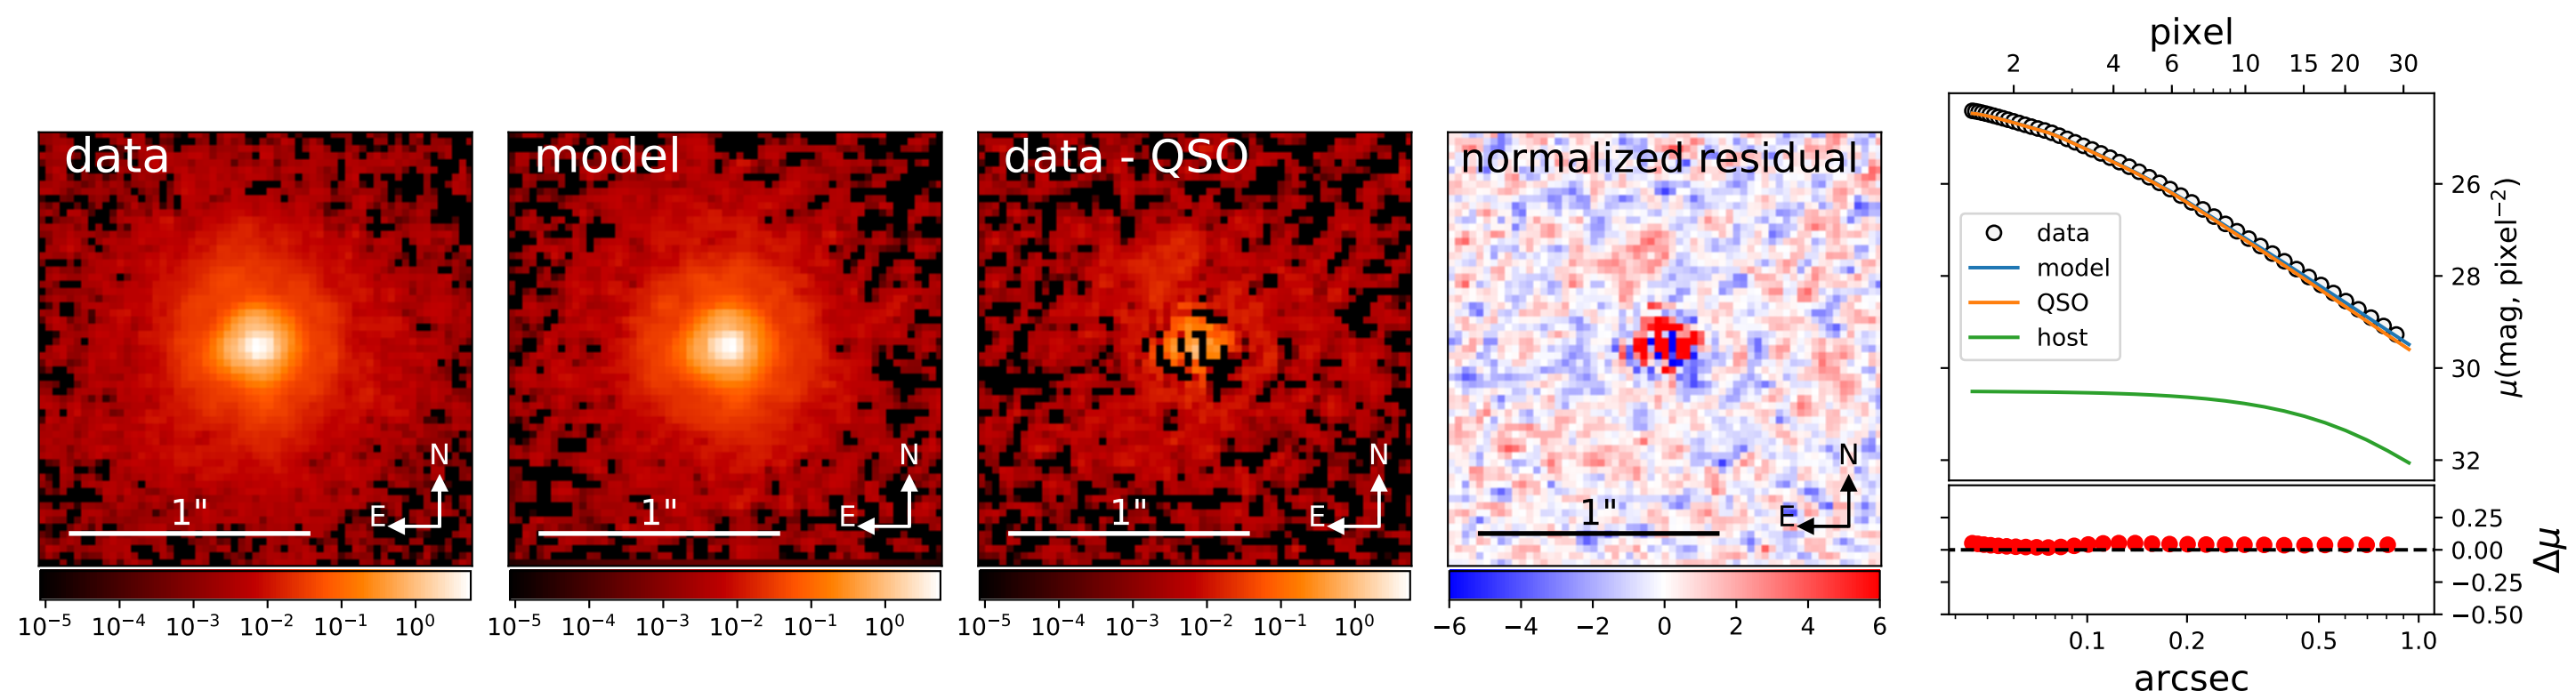 data
1"
N
E
10⁻⁵ 10⁻⁴ 10⁻³ 10⁻² 10⁻¹ 10⁰
model
1"
N
E
10⁻⁵ 10⁻⁴ 10⁻³ 10⁻² 10⁻¹ 10⁰
data - QSO
1"
N
E
10⁻⁵ 10⁻⁴ 10⁻³ 10⁻² 10⁻¹ 10⁰
normalized residual
1"
N
E
−6 −4 −2 0 2 4 6
pixel
2 4 6 10 15 20 30
data
model
QSO
host
26
28
30
32
μ(mag, pixel⁻²)
0.25
0.00
−0.25
−0.50
Δμ
0.1 0.2 0.5 1.0
arcsec